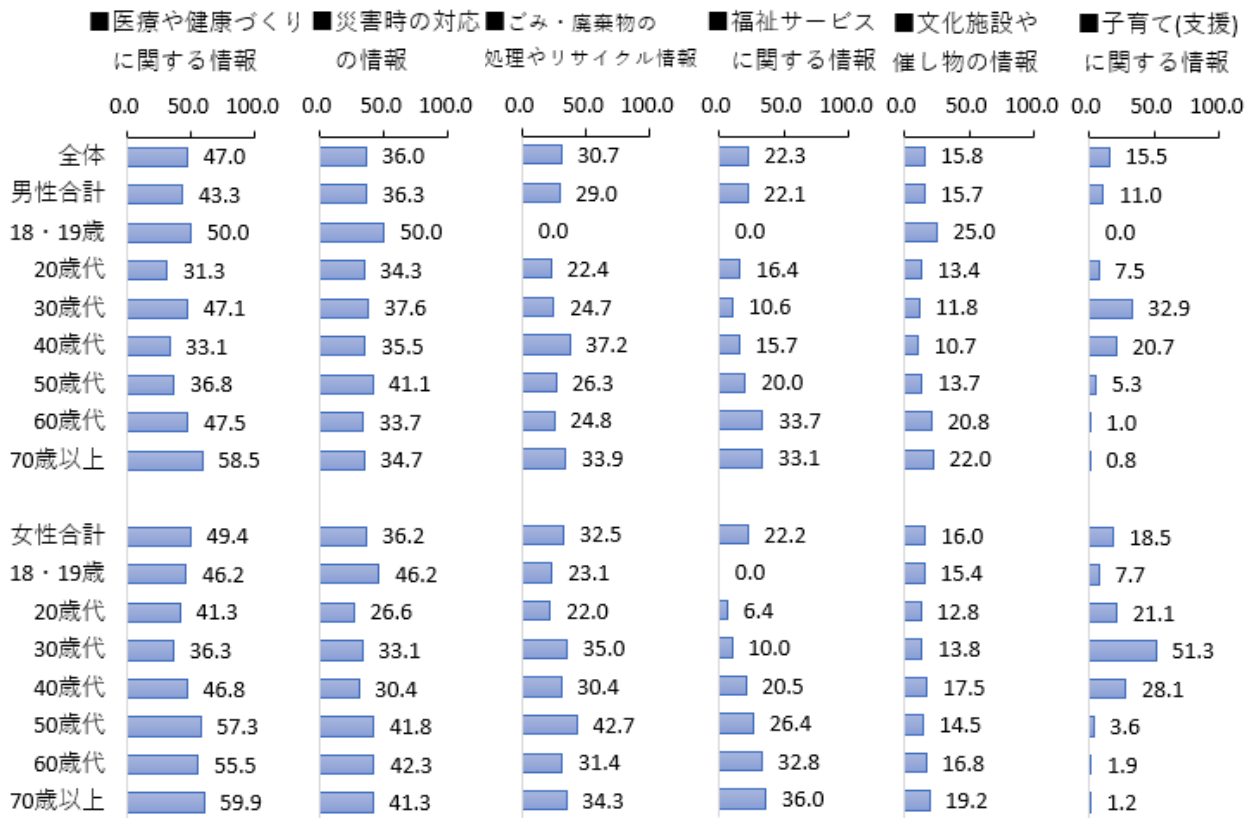 ■医療や健康づくり ■災害時の対応 ■ごみ・廃棄物の ■福祉サービス ■文化施設や ■子育て(支援)
に関する情報 の情報 処理やリサイクル情報 に関する情報 催し物の情報 に関する情報
0.0 50.0 100.0 0.0 50.0 100.0 0.0 50.0 100.0 0.0 50.0 100.0 0.0 50.0 100.0 0.0 50.0 100.0
全体 47.0 36.0 30.7 22.3 15.8 15.5
男性合計 43.3 36.3 29.0 22.1 15.7 11.0
18・19歳 50.0 50.0 0.0 0.0 25.0 0.0
20歳代 31.3 34.3 22.4 16.4 13.4 7.5
30歳代 47.1 37.6 24.7 10.6 11.8 32.9
40歳代 33.1 35.5 37.2 15.7 10.7 20.7
50歳代 36.8 41.1 26.3 20.0 13.7 5.3
60歳代 47.5 33.7 24.8 33.7 20.8 1.0
70歳以上 58.5 34.7 33.9 33.1 22.0 0.8
女性合計 49.4 36.2 32.5 22.2 16.0 18.5
18・19歳 46.2 46.2 23.1 0.0 15.4 7.7
20歳代 41.3 26.6 22.0 6.4 12.8 21.1
30歳代 36.3 33.1 35.0 10.0 13.8 51.3
40歳代 46.8 30.4 30.4 20.5 17.5 28.1
50歳代 57.3 41.8 42.7 26.4 14.5 3.6
60歳代 55.5 42.3 31.4 32.8 16.8 1.9
70歳以上 59.9 41.3 34.3 36.0 19.2 1.2